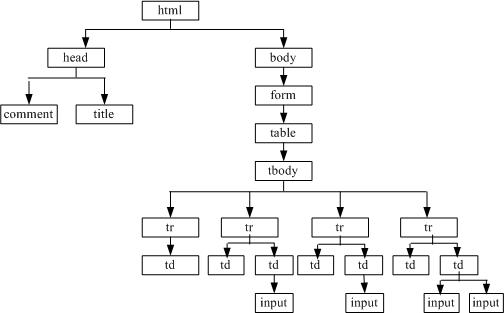 html
head body
form
comment title
table
tbody
tr tr tr tr
td td td td td td td
input input input input